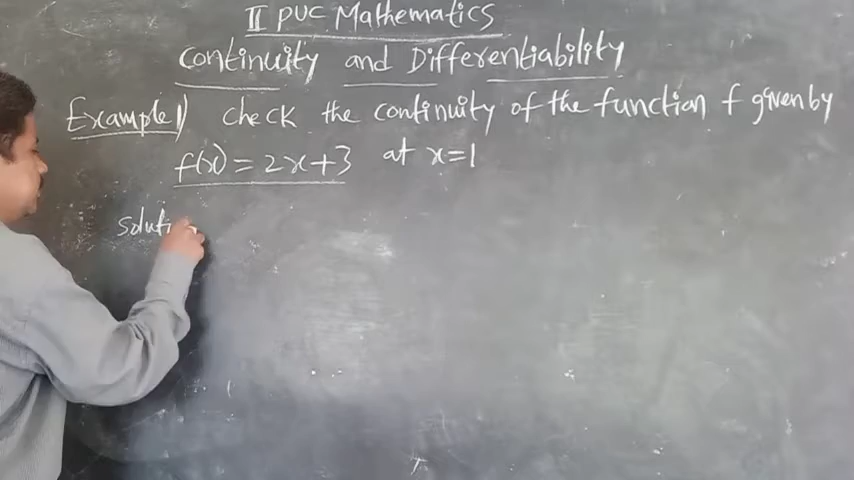 II PUC Mathematics
Continuity and Differentiability
Example 1) check the continuity of the function f given by
f(x) = 2x+3 at x=1
Soluti